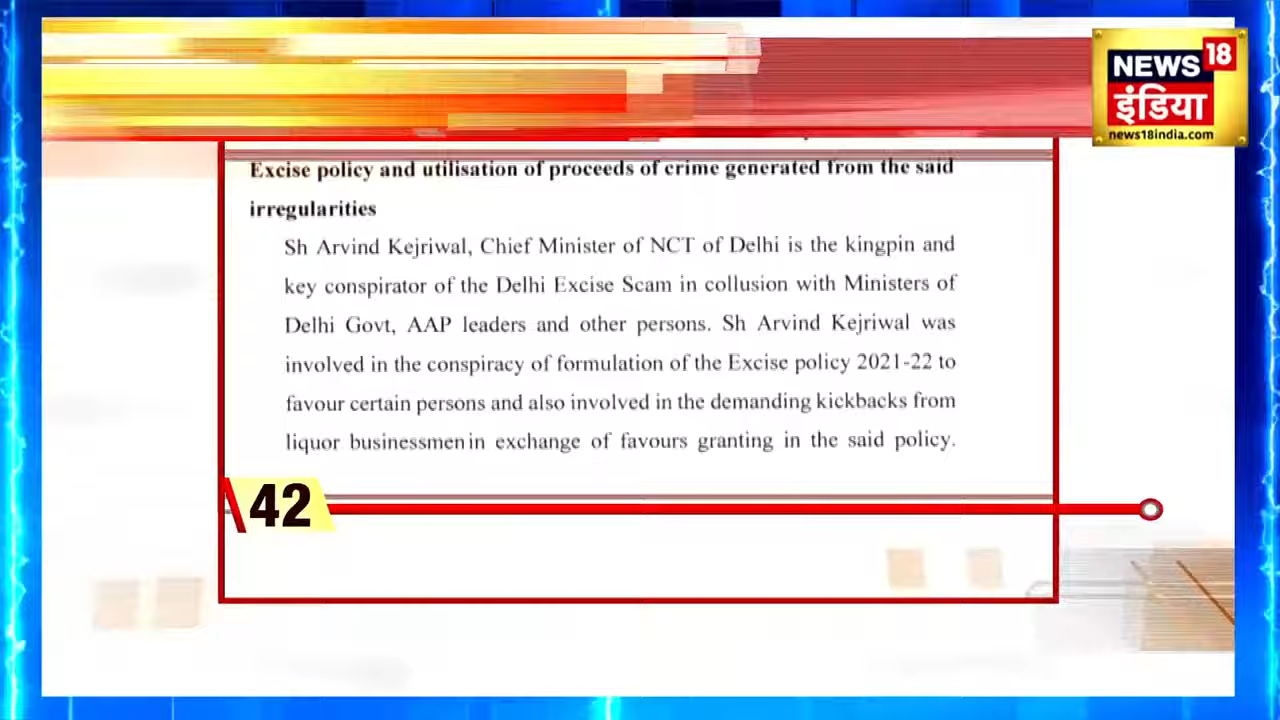 NEWS 18
इंडिया
news18india.com
Excise policy and utilisation of proceeds of crime generated from the said
irregularities
Sh Arvind Kejriwal, Chief Minister of NCT of Delhi is the kingpin and
key conspirator of the Delhi Excise Scam in collusion with Ministers of
Delhi Govt, AAP leaders and other persons. Sh Arvind Kejriwal was
involved in the conspiracy of formulation of the Excise policy 2021-22 to
favour certain persons and also involved in the demanding kickbacks from
liquor businessmen in exchange of favours granting in the said policy.
42